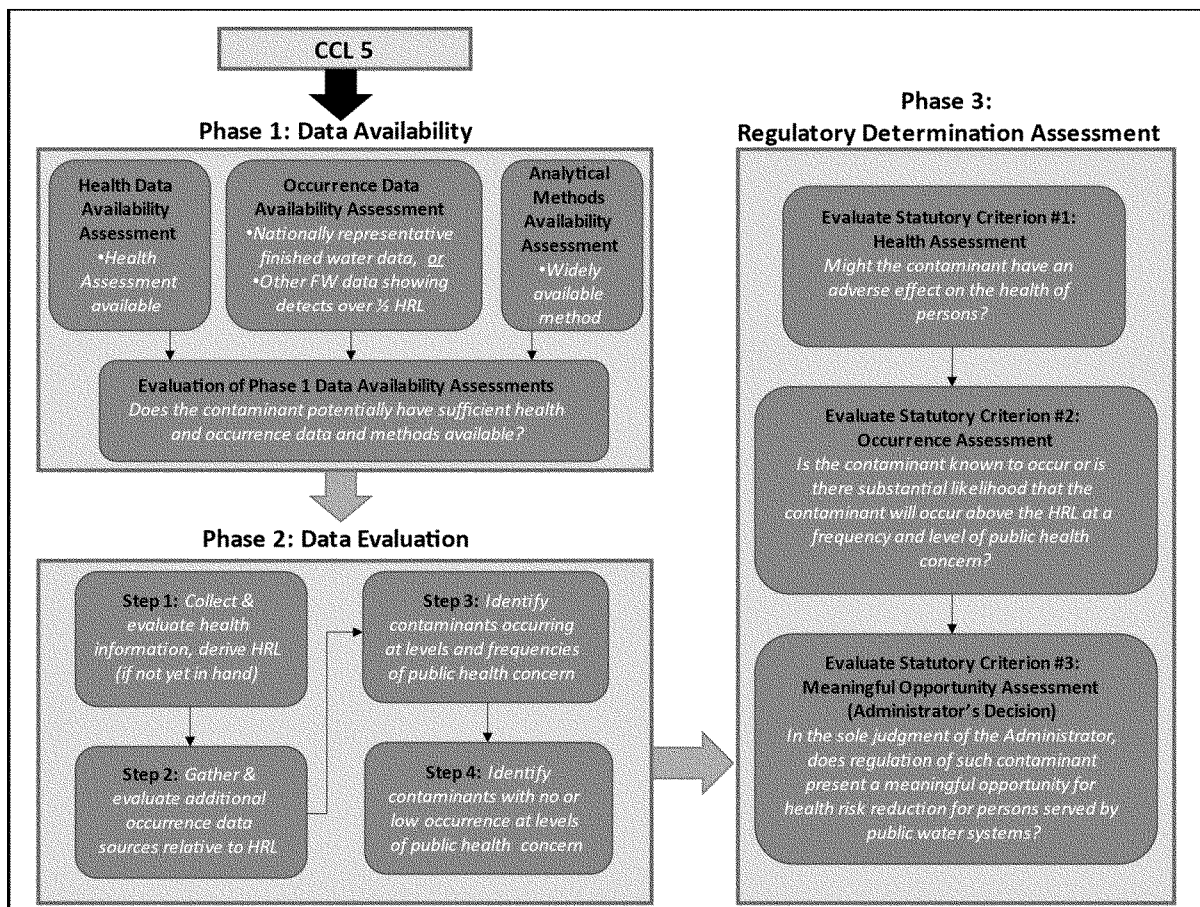 CCL 5
Phase 1: Data Availability
Health Data
Availability
Assessment
•Health
Assessment
available
Occurrence Data
Availability Assessment
•Nationally representative
finished water data, or
•Other FW data showing
detects over ½ HRL
Analytical
Methods
Availability
Assessment
•Widely
available
method
Evaluation of Phase 1 Data Availability Assessments
Does the contaminant potentially have sufficient health
and occurrence data and methods available?
Phase 2: Data Evaluation
Step 1: Collect &
evaluate health
information, derive HRL
(if not yet in hand)
Step 2: Gather &
evaluate additional
occurrence data
sources relative to HRL
Step 3: Identify
contaminants occurring
at levels and frequencies
of public health concern
Step 4: Identify
contaminants with no or
low occurrence at levels
of public health concern
Phase 3:
Regulatory Determination Assessment
Evaluate Statutory Criterion #1:
Health Assessment
Might the contaminant have an
adverse effect on the health of
persons?
Evaluate Statutory Criterion #2:
Occurrence Assessment
Is the contaminant known to occur or is
there substantial likelihood that the
contaminant will occur above the HRL at a
frequency and level of public health
concern?
Evaluate Statutory Criterion #3:
Meaningful Opportunity Assessment
(Administrator's Decision)
In the sole judgment of the Administrator,
does regulation of such contaminant
present a meaningful opportunity for
health risk reduction for persons served by
public water systems?